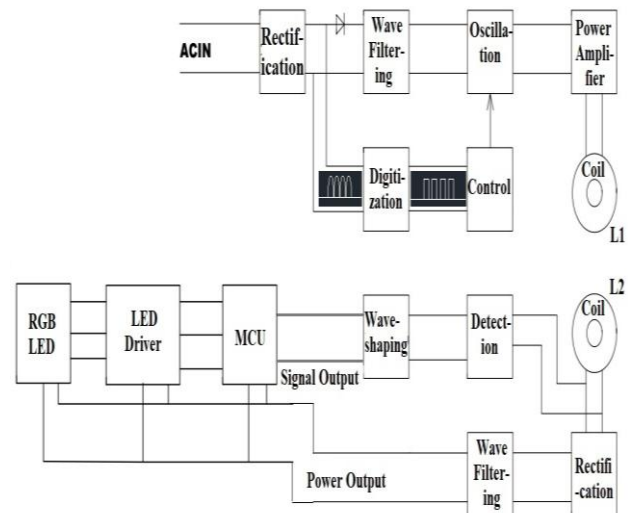 ACIN
Rectif-
ication
Wave
Filter-
ing
Oscilla-
tion
Power
Ampli-
fier
Digiti-
zation
Control
Coil
L1
RGB
LED
LED
Driver
MCU
Wave-
shaping
Detect-
ion
Coil
L2
Signal Output
Power Output
Wave
Filter-
ing
Rectifi
-cation